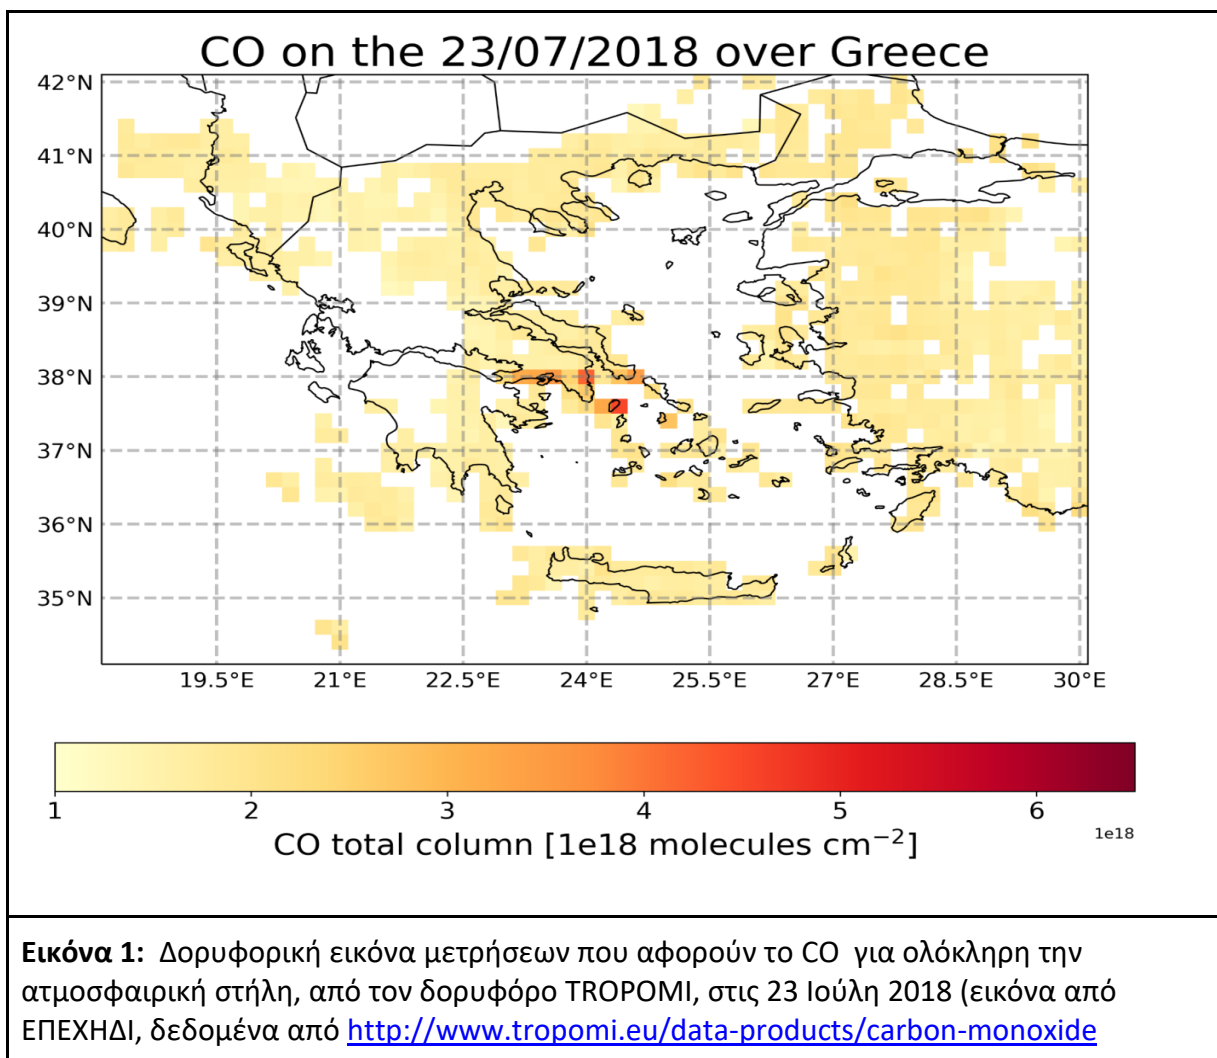 CO on the 23/07/2018 over Greece
42°N
41°N
40°N
39°N
38°N
37°N
36°N
35°N
19.5°E 21°E 22.5°E 24°E 25.5°E 27°E 28.5°E 30°E
1 2 3 4 5 6
1e18
CO total column [1e18 molecules cm⁻²]
Εικόνα 1: Δορυφορική εικόνα μετρήσεων που αφορούν το CO για ολόκληρη την
ατμοσφαιρική στήλη, από τον δορυφόρο TROPOMI, στις 23 Ιούλη 2018 (εικόνα από
ΕΠΕΧΗΔΙ, δεδομένα από http://www.tropomi.eu/data-products/carbon-monoxide